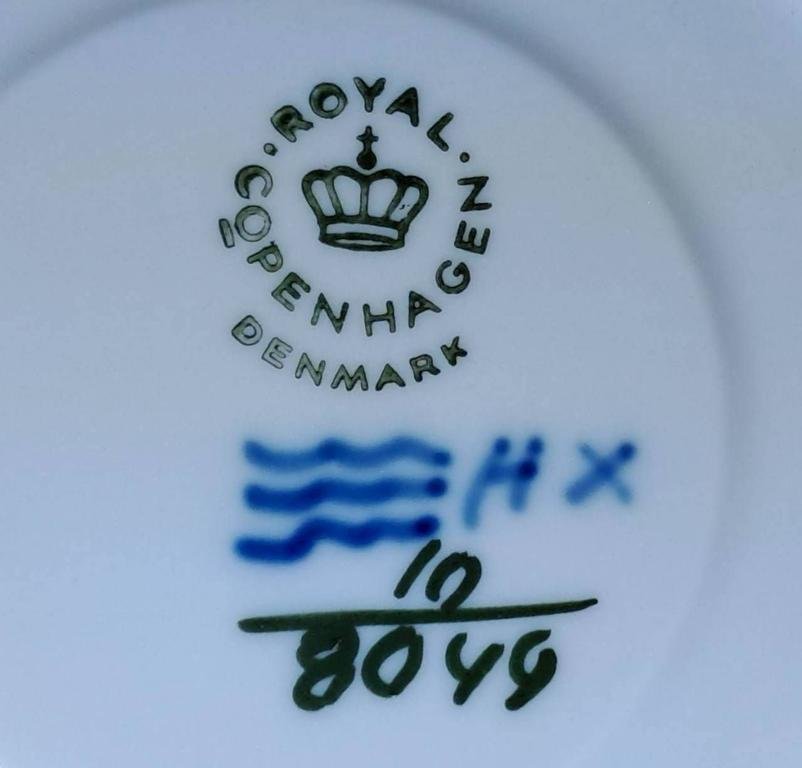 ROYAL
COPENHAGEN
DENMARK
H X
10
8049